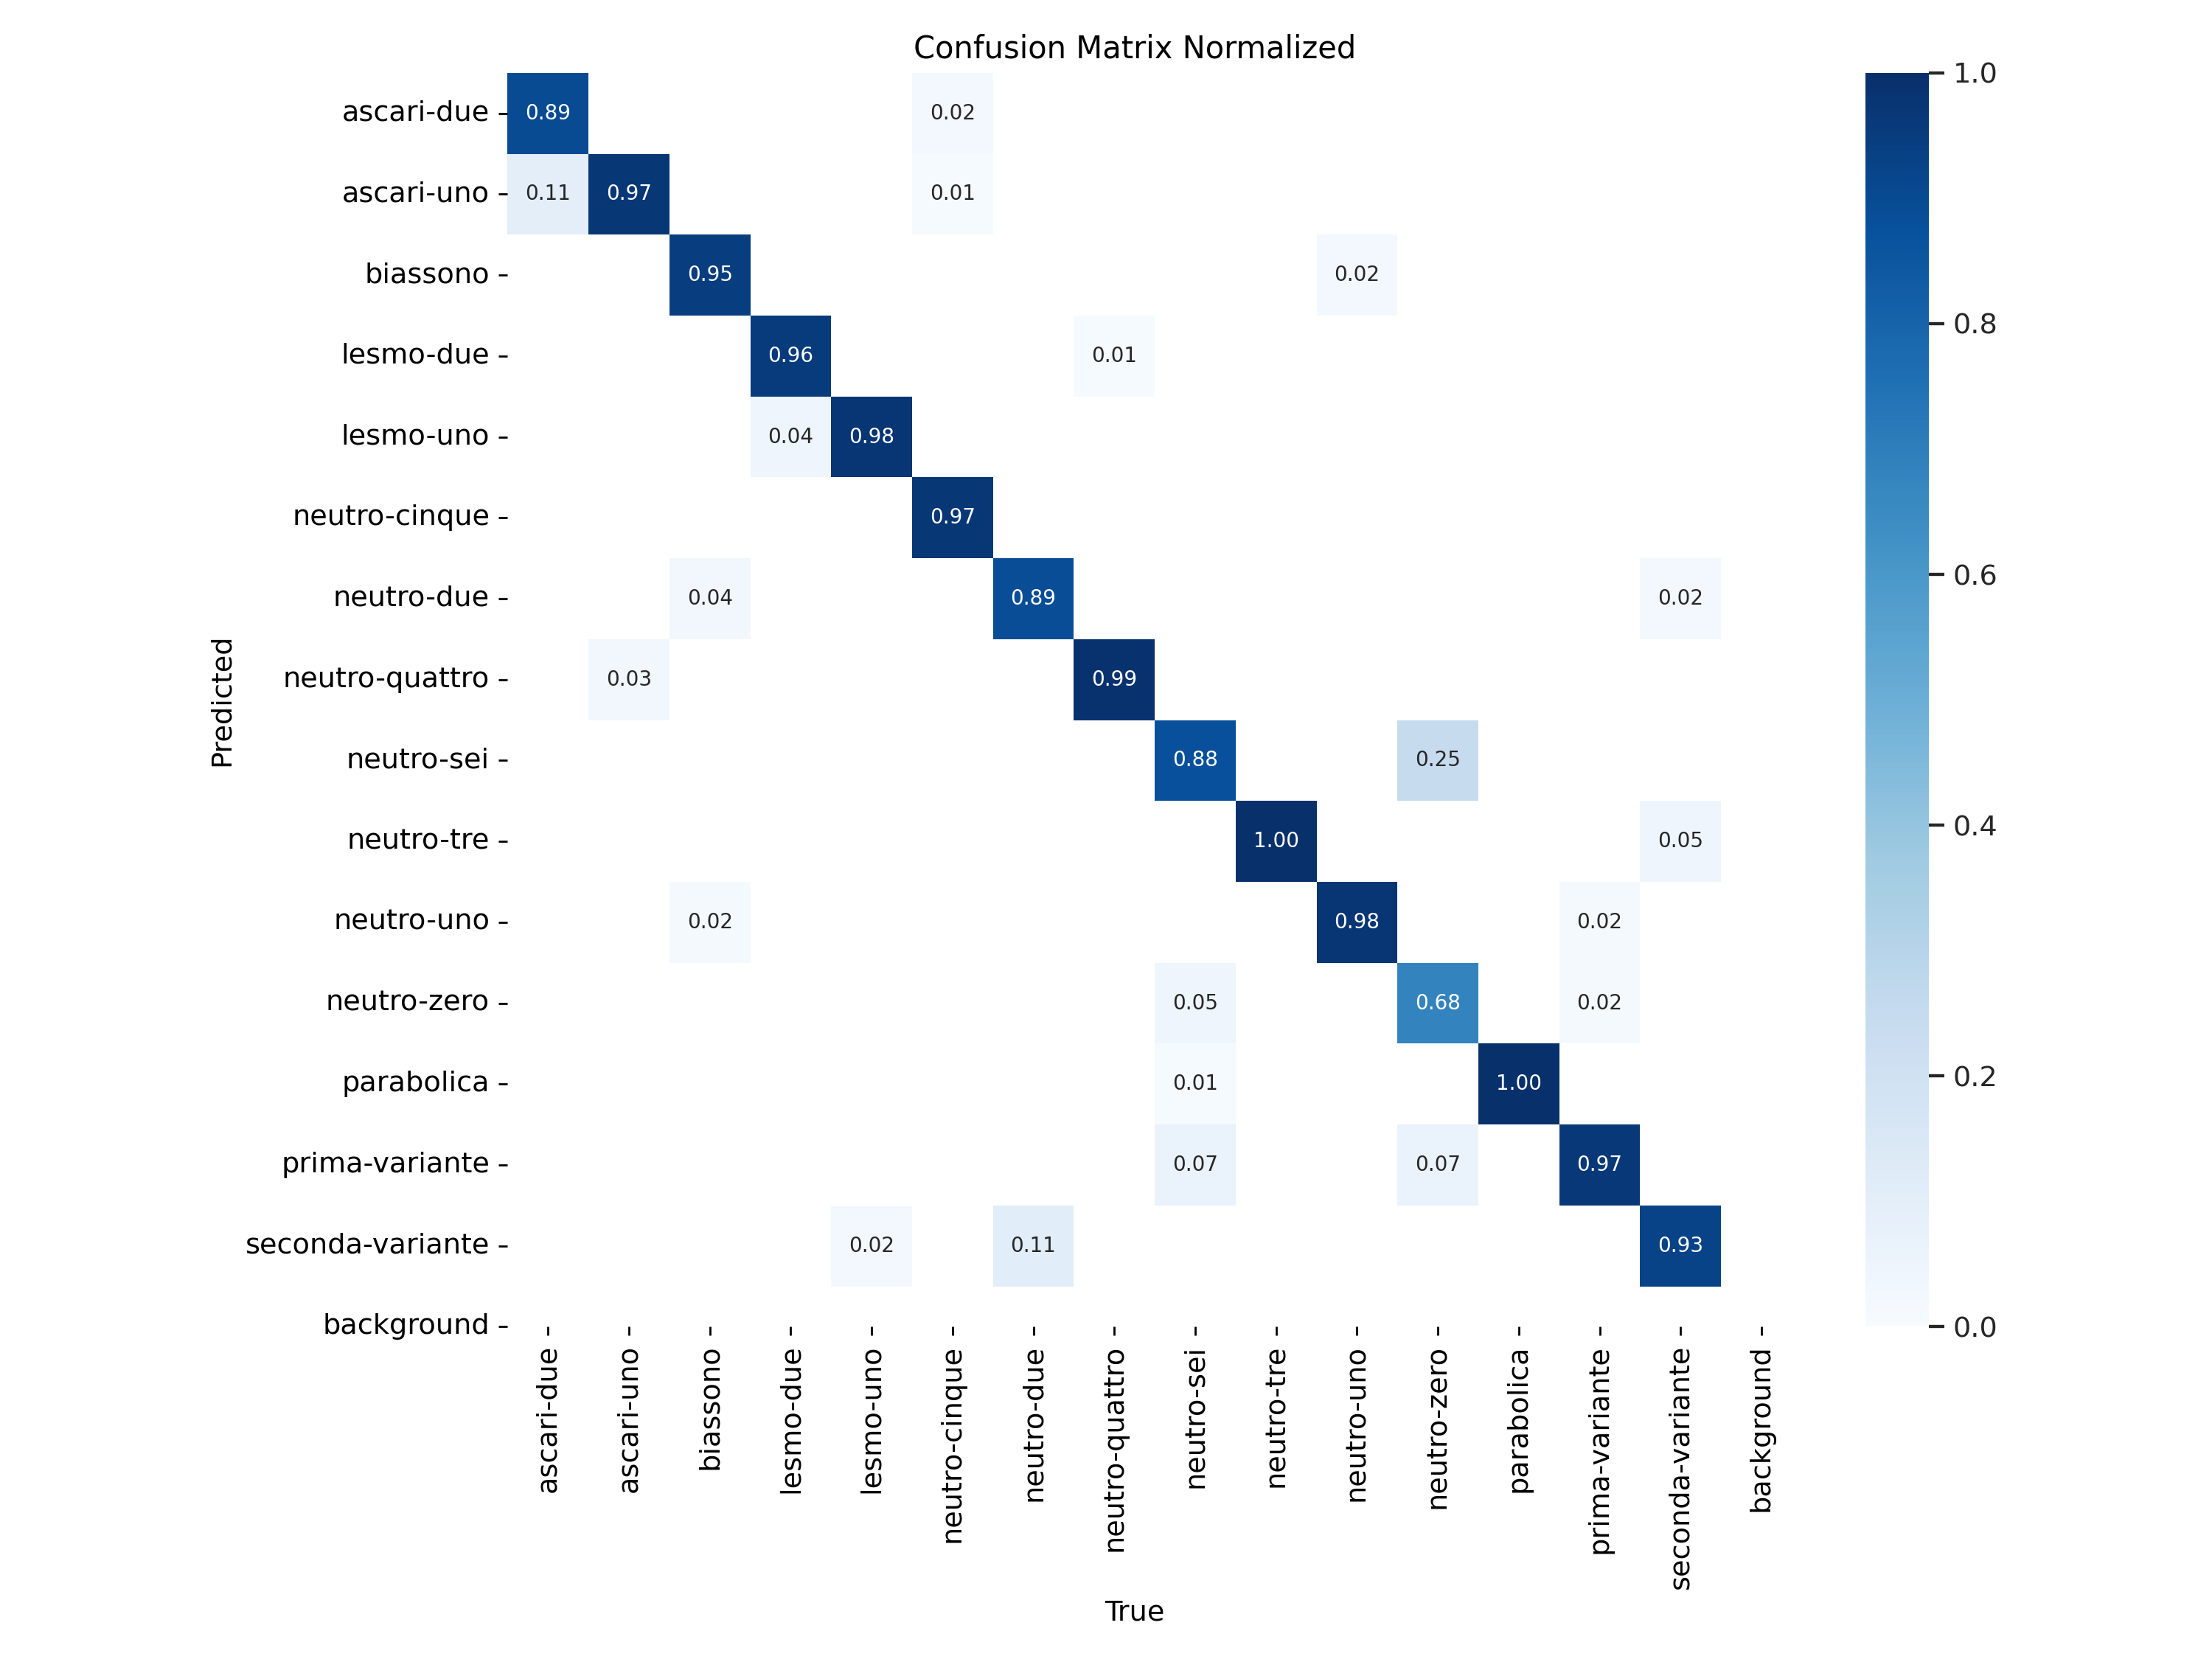 Confusion Matrix Normalized
ascari-due 0.89 0.02
ascari-uno 0.11 0.97 0.01
biassono 0.95 0.02
lesmo-due 0.96 0.01
lesmo-uno 0.04 0.98
neutro-cinque 0.97
neutro-due 0.04 0.89 0.02
neutro-quattro 0.03 0.99
neutro-sei 0.88 0.25
neutro-tre 1.00 0.05
neutro-uno 0.02 0.98 0.02
neutro-zero 0.05 0.68 0.02
parabolica 0.01 1.00
prima-variante 0.07 0.07 0.97
seconda-variante 0.02 0.11 0.93
background
Predicted
ascari-due
ascari-uno
biassono
lesmo-due
lesmo-uno
neutro-cinque
neutro-due
neutro-quattro
neutro-sei
neutro-tre
neutro-uno
neutro-zero
parabolica
prima-variante
seconda-variante
background
True
1.0
0.8
0.6
0.4
0.2
0.0